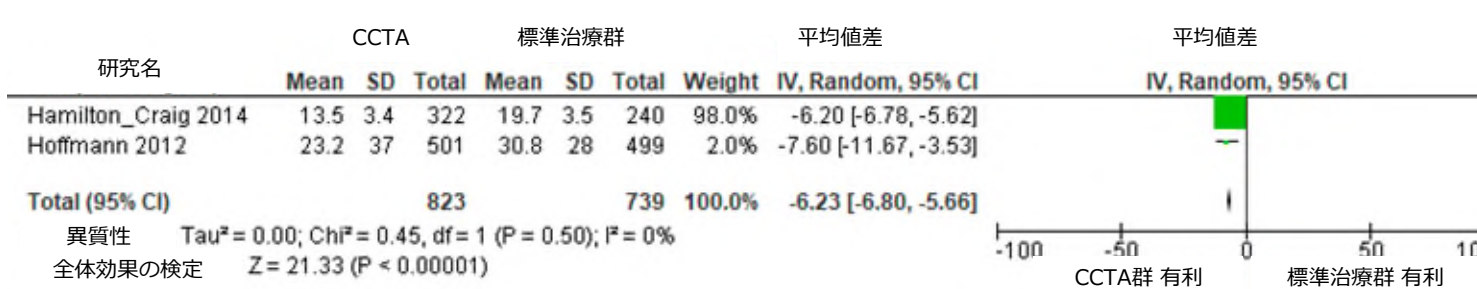 CCTA 標準治療群 平均値差 平均値差
研究名 Mean SD Total Mean SD Total Weight IV, Random, 95% CI IV, Random, 95% CI
Hamilton_Craig 2014 13.5 3.4 322 19.7 3.5 240 98.0% -6.20 [-6.78, -5.62]
Hoffmann 2012 23.2 37 501 30.8 28 499 2.0% -7.60 [-11.67, -3.53]
Total (95% CI) 823 739 100.0% -6.23 [-6.80, -5.66]
異質性 Tau² = 0.00; Chi² = 0.45, df = 1 (P = 0.50); I² = 0%
-100 -50 0 50 10
全体効果の検定 Z = 21.33 (P < 0.00001)
CCTA群 有利 標準治療群 有利